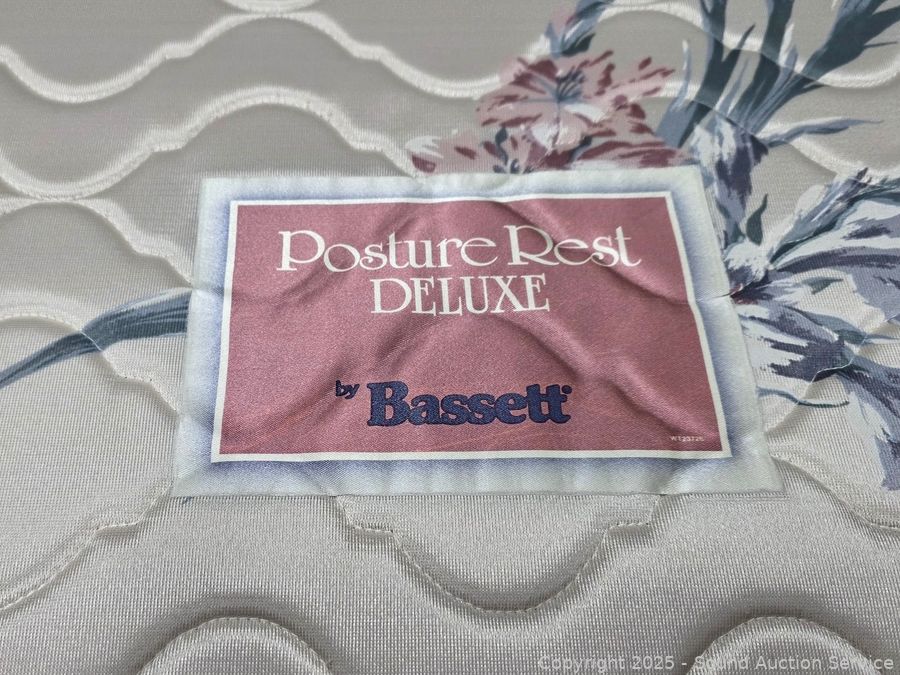 Posture Rest
DELUXE
by Bassett®
Copyright 2025 - Sound Auction Service